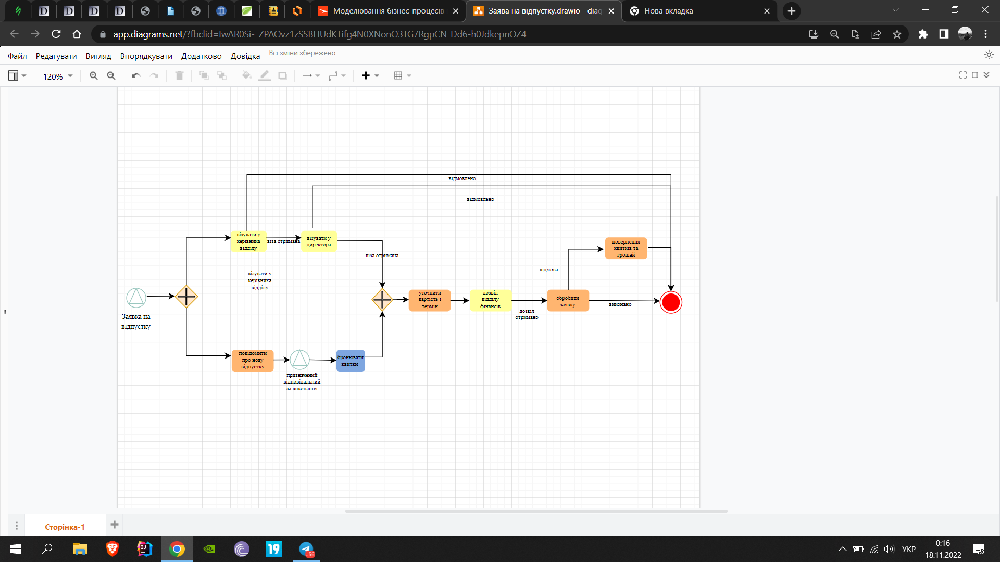 Моделювання бізнес-процесів
Заява на відпустку.drawio - diag
Нова вкладка
app.diagrams.net/?fbclid=IwAR0Si-_ZPAOvz1zSSBHUdKTifg4N0XNonO3TG7RgpCN_Dd6-h0JdkepnOZ4
Файл Редагувати Вигляд Впорядкувати Додатково Довідка Всі зміни збережено
120%
відмовлено
відмовлено
візувати у
керівника
відділу
віза отримана
візувати у
директора
віза отримана
повернення
квитків та
грошей
відмова
візувати у
керівника
відділу
Заявка на
відпустку
уточнити
вартість і
термін
дозвіл
відділу
фінансів
дозвіл
отримано
обробити
заявку
виконано
повідомити
про нову
відпустку
призначений
відповідальний
за виконання
бронювати
квитки
Сторінка-1
19
..56
УКР
0:16
18.11.2022